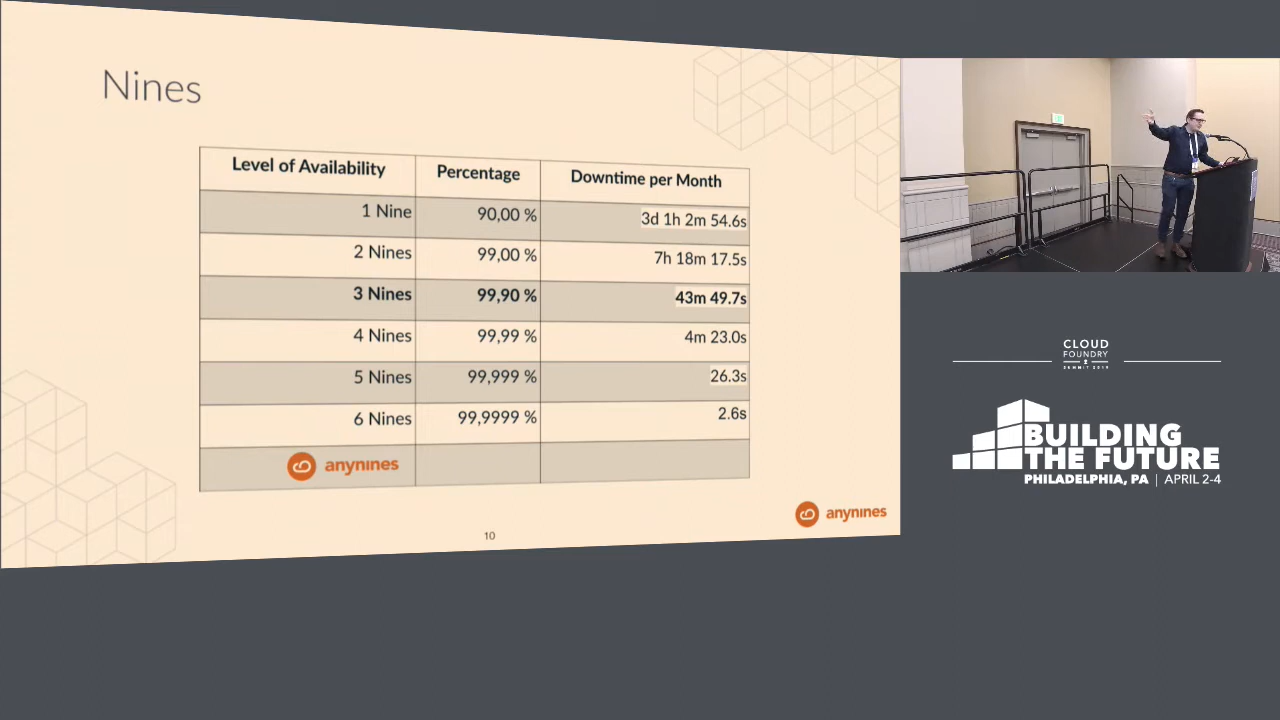 Nines
Level of Availability Percentage Downtime per Month
1 Nine 90,00 % 3d 1h 2m 54.6s
2 Nines 99,00 % 7h 18m 17.5s
3 Nines 99,90 % 43m 49.7s
4 Nines 99,99 % 4m 23.0s
5 Nines 99,999 % 26.3s
6 Nines 99,9999 % 2.6s
anynines
anynines
10
CLOUD
FOUNDRY
SUMMIT 2019
BUILDING
THE FUTURE
PHILADELPHIA, PA | APRIL 2-4